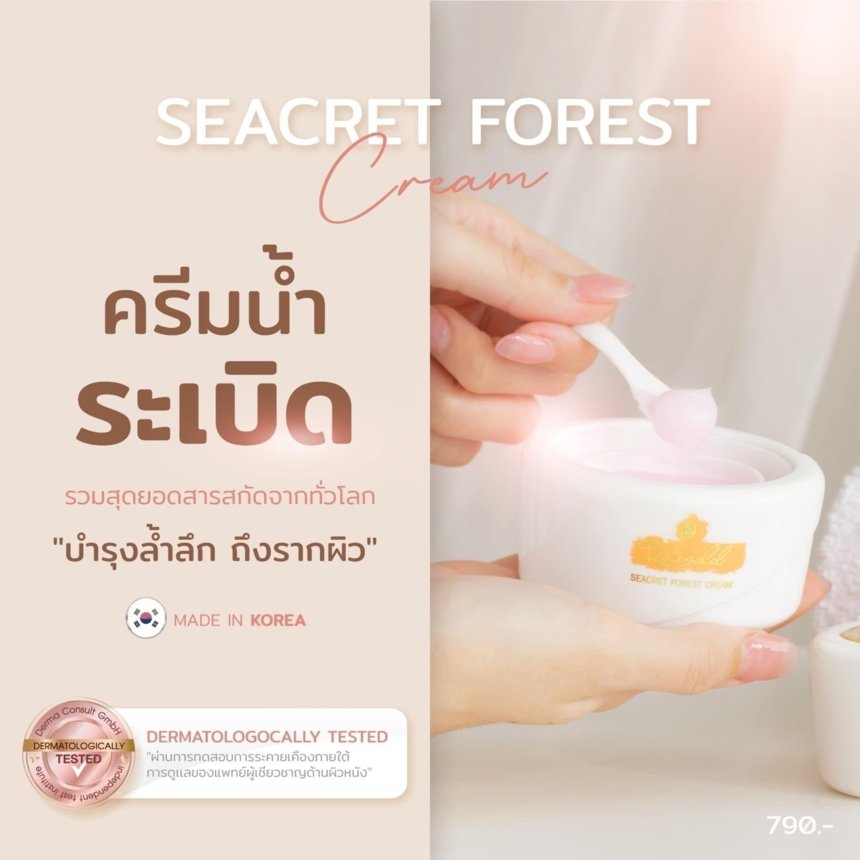 SEACRET FOREST
Cream
ครีมน้ำ
ระเบิด
รวมสุดยอดสารสกัดจากทั่วโลก
"บำรุงล้ำลึก ถึงรากผิว"
MADE IN KOREA
Derma Consult GmbH
DERMATOLOGICALLY
TESTED
independent test institute
DERMATOLOGOCALLY TESTED
"ผ่านการทดสอบการระคายเคืองภายใต้
การดูแลของแพทย์ผู้เชี่ยวชาญด้านผิวหนัง"
SEACRET FOREST CREAM
790.-